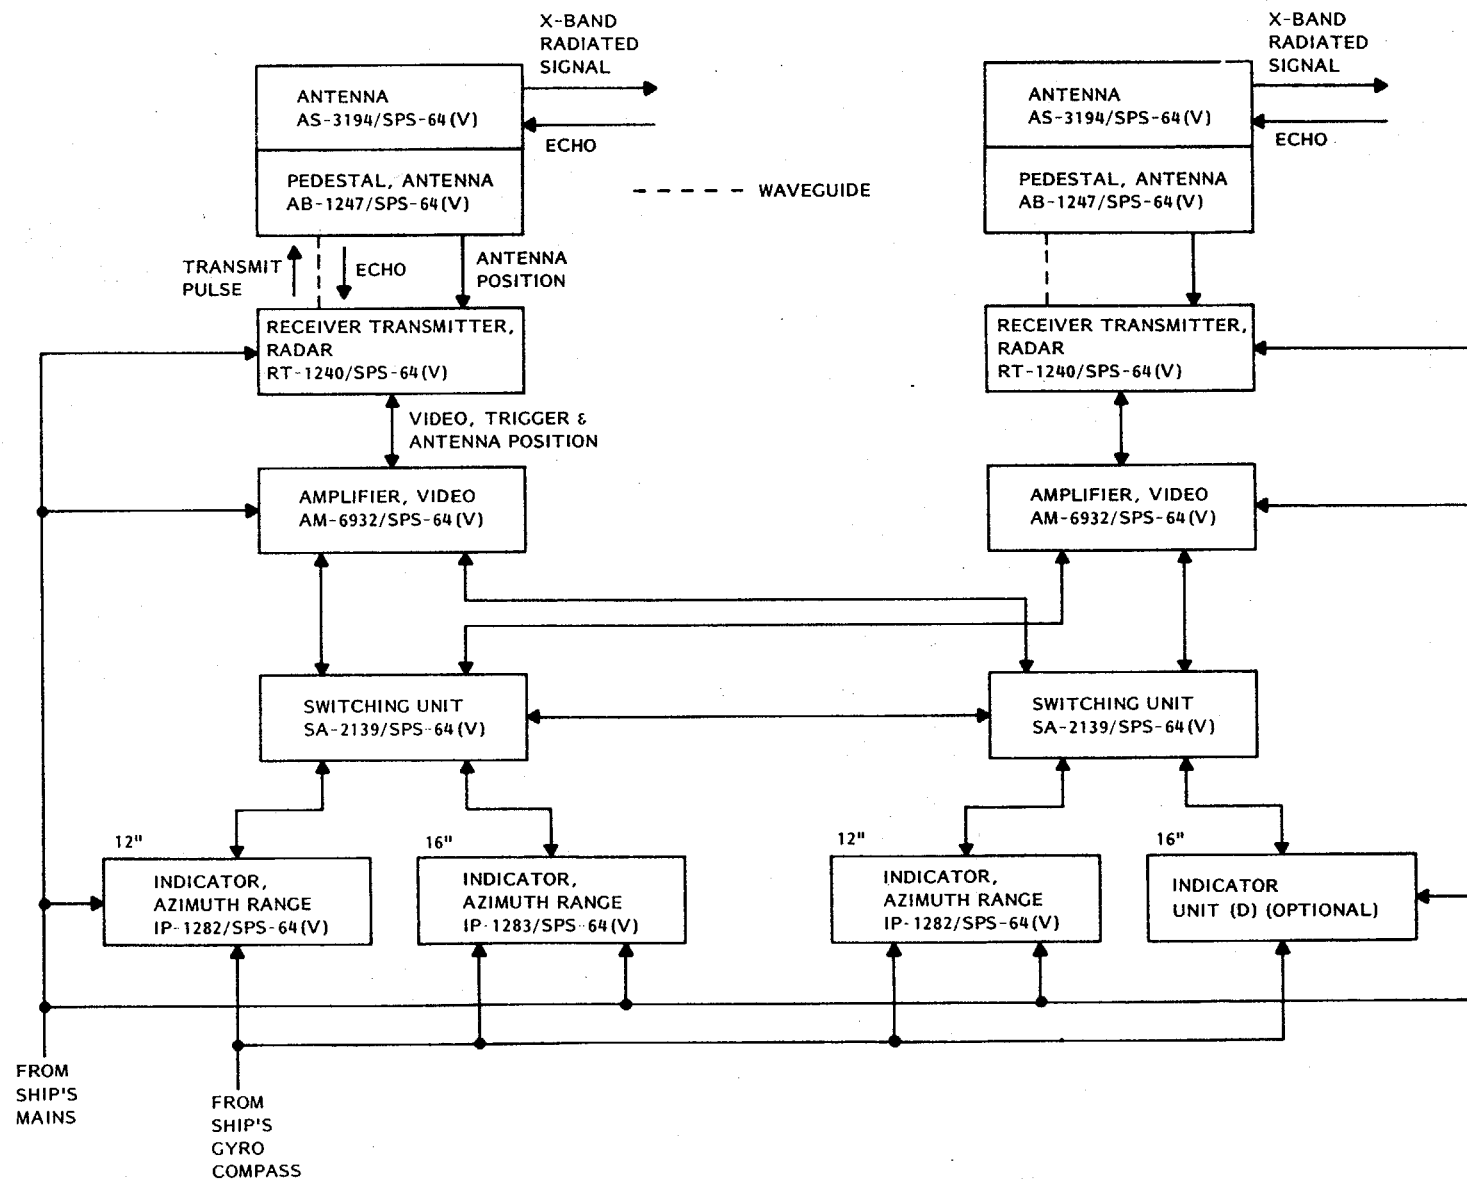 X-BAND
RADIATED
SIGNAL
ANTENNA
AS-3194/SPS-64(V)
ECHO
PEDESTAL, ANTENNA
AB-1247/SPS-64(V)
TRANSMIT
PULSE
ECHO
ANTENNA
POSITION
RECEIVER TRANSMITTER,
RADAR
RT-1240/SPS-64(V)
VIDEO, TRIGGER &
ANTENNA POSITION
AMPLIFIER, VIDEO
AM-6932/SPS-64(V)
SWITCHING UNIT
SA-2139/SPS-64(V)
12"
INDICATOR,
AZIMUTH RANGE
IP-1282/SPS-64(V)
16"
INDICATOR,
AZIMUTH RANGE
IP-1283/SPS-64(V)
FROM
SHIP'S
MAINS
FROM
SHIP'S
GYRO
COMPASS
WAVEGUIDE
X-BAND
RADIATED
SIGNAL
ANTENNA
AS-3194/SPS-64(V)
ECHO
PEDESTAL, ANTENNA
AB-1247/SPS-64(V)
RECEIVER TRANSMITTER,
RADAR
RT-1240/SPS-64(V)
AMPLIFIER, VIDEO
AM-6932/SPS-64(V)
SWITCHING UNIT
SA-2139/SPS-64(V)
12"
INDICATOR,
AZIMUTH RANGE
IP-1282/SPS-64(V)
16"
INDICATOR
UNIT (D) (OPTIONAL)